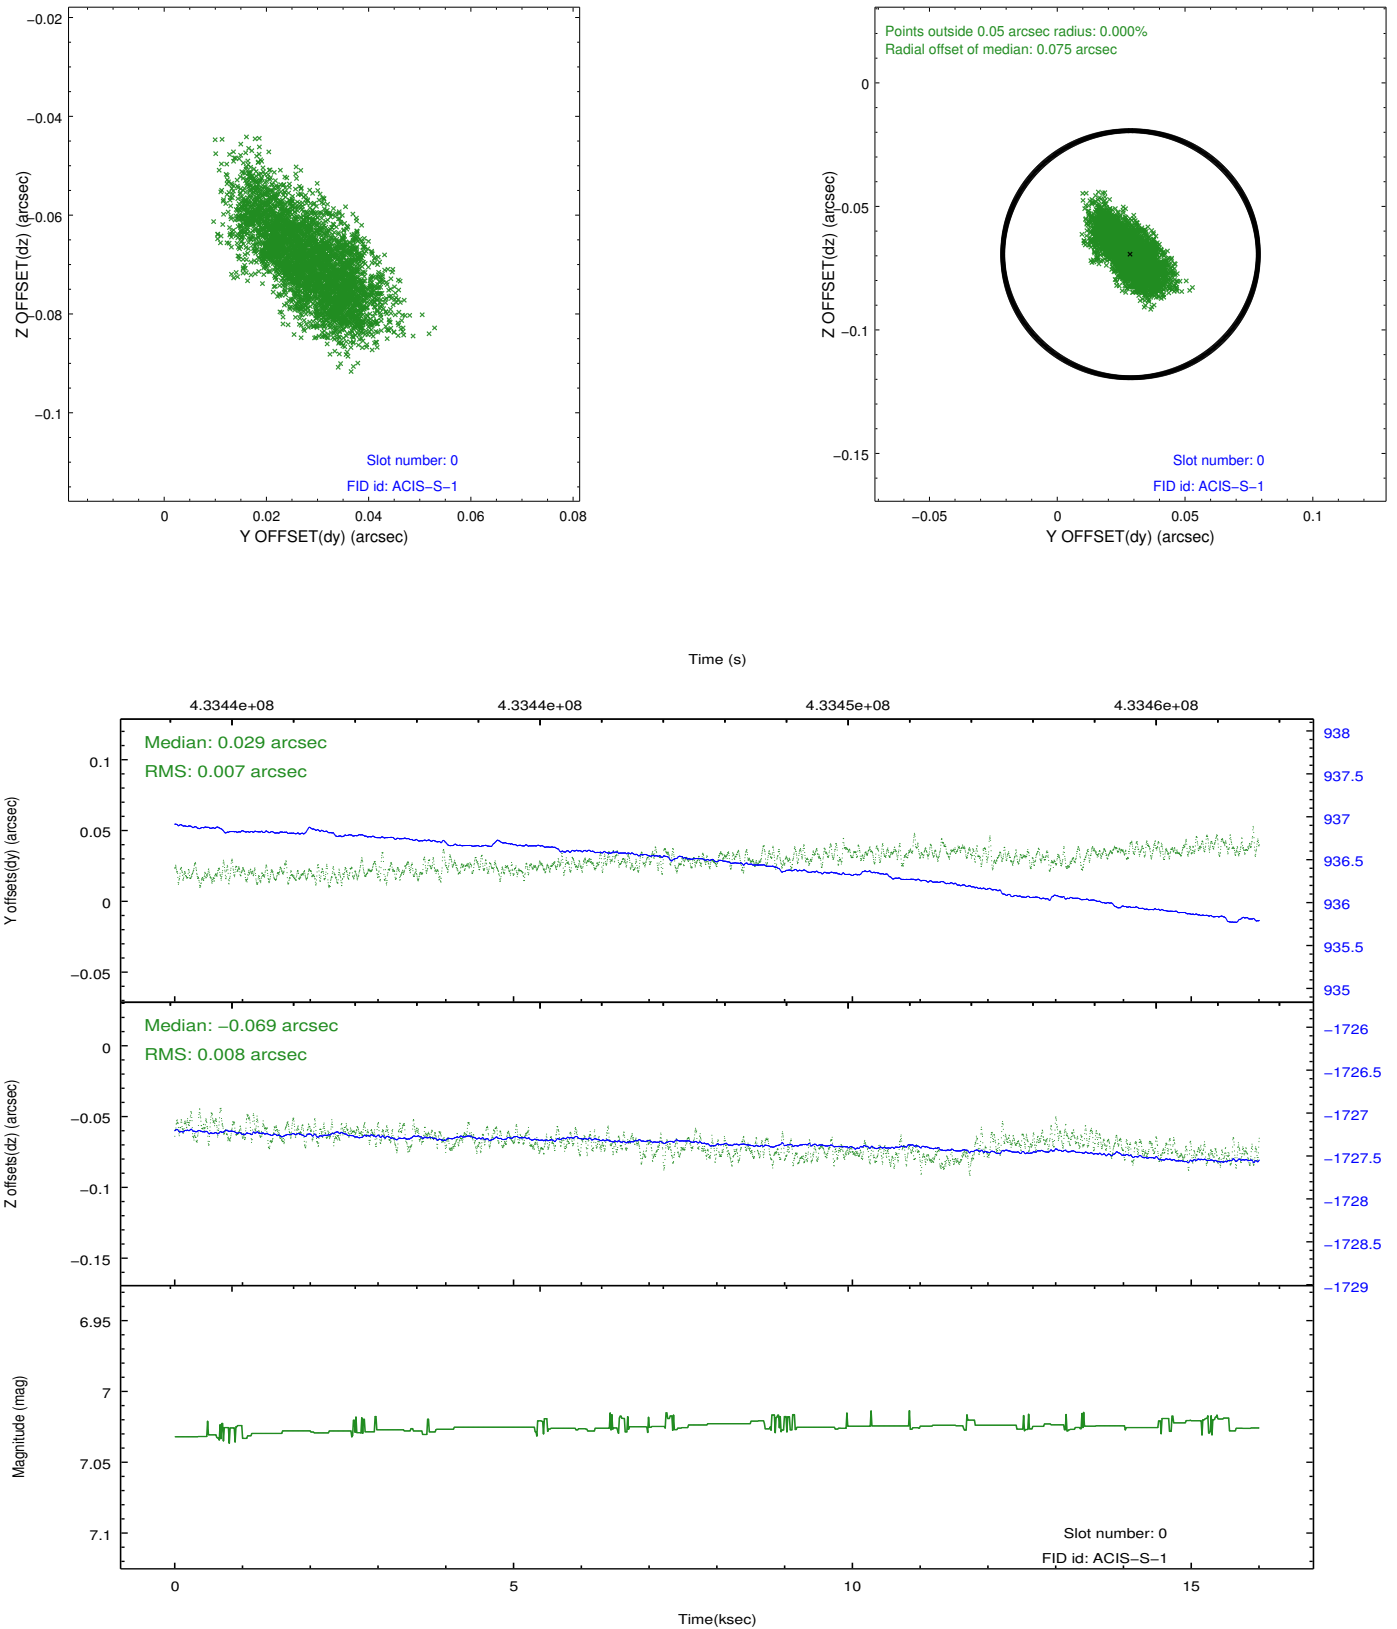 −0.02
−0.04
−0.06
−0.08
−0.1
Z OFFSET(dz) (arcsec)
Slot number: 0
FID id: ACIS−S−1
0
0.02
0.04
0.06
0.08
Y OFFSET(dy) (arcsec)
Points outside 0.05 arcsec radius: 0.000%
Radial offset of median: 0.075 arcsec
0
−0.05
−0.1
−0.15
Z OFFSET(dz) (arcsec)
Slot number: 0
FID id: ACIS−S−1
−0.05
0
0.05
0.1
Y OFFSET(dy) (arcsec)
Time (s)
4.3344e+08
4.3344e+08
4.3345e+08
4.3346e+08
Median: 0.029 arcsec
RMS: 0.007 arcsec
0.1
0.05
0
−0.05
Y offsets(dy) (arcsec)
938
937.5
937
936.5
936
935.5
935
Median: −0.069 arcsec
RMS: 0.008 arcsec
0
−0.05
−0.1
−0.15
Z offsets(dz) (arcsec)
−1726
−1726.5
−1727
−1727.5
−1728
−1728.5
−1729
6.95
7
7.05
7.1
Magnitude (mag)
Slot number: 0
FID id: ACIS−S−1
0
5
10
15
Time(ksec)